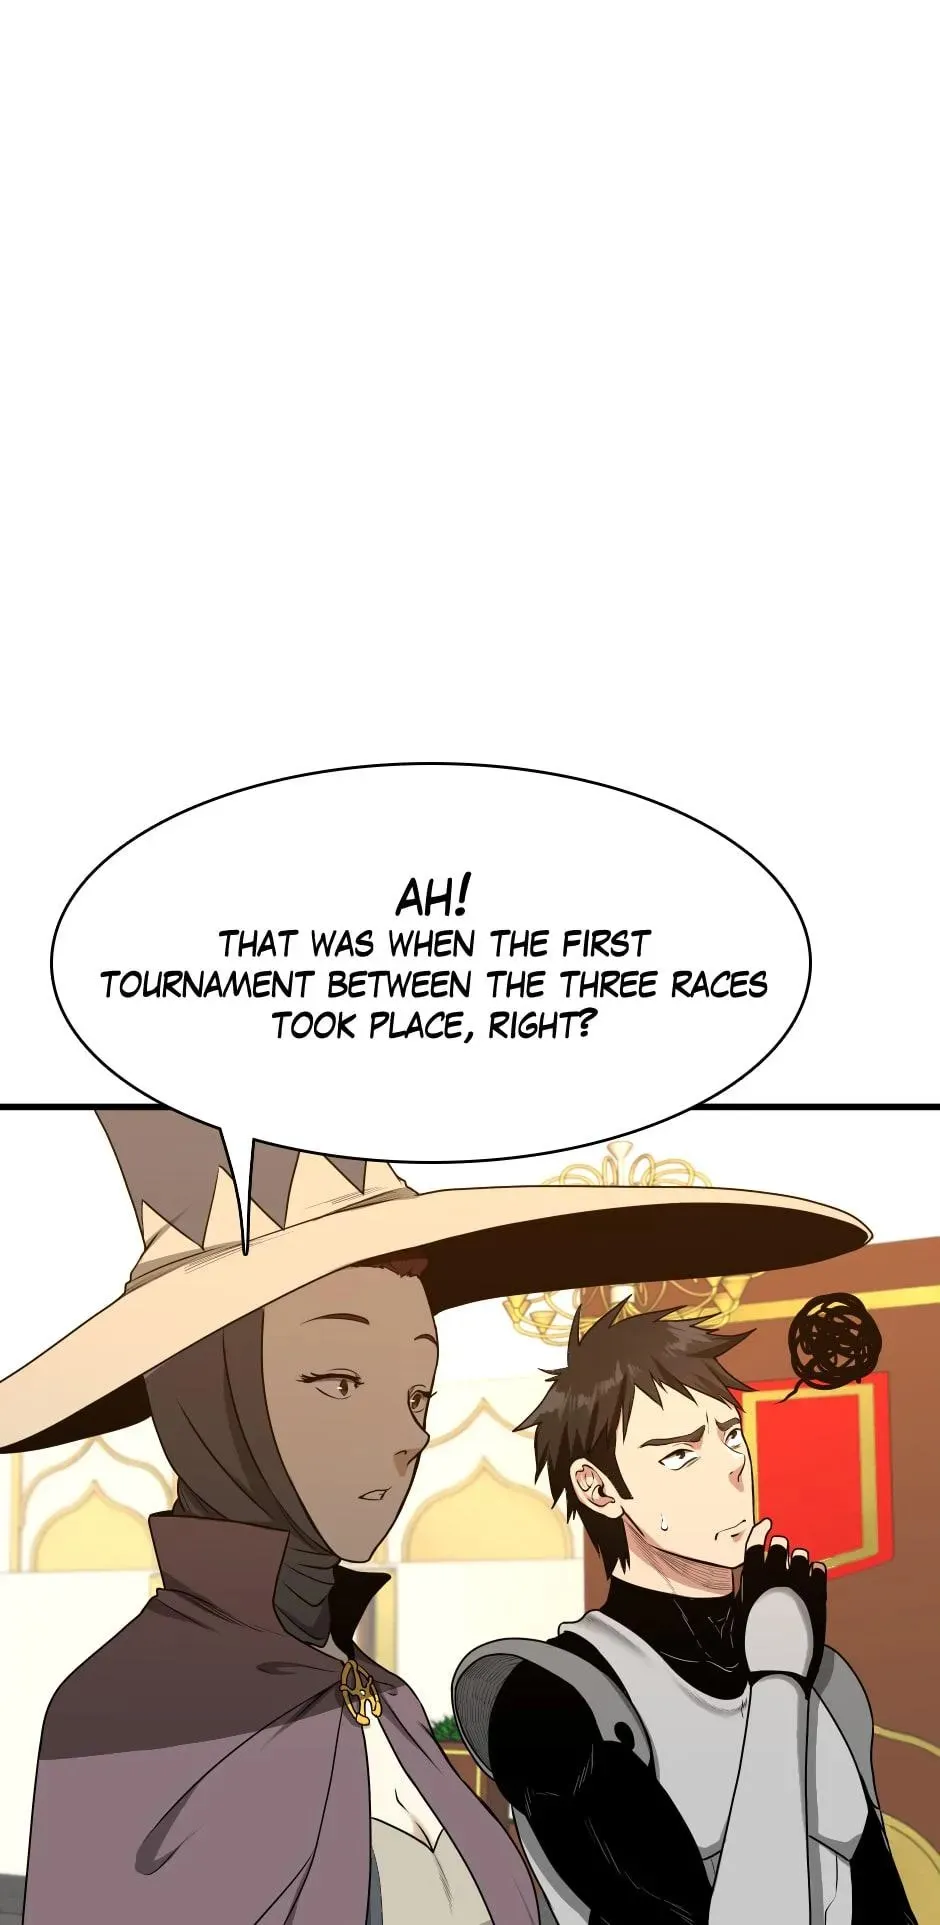 AH!
THAT WAS WHEN THE FIRST
TOURNAMENT BETWEEN THE THREE RACES
TOOK PLACE, RIGHT?